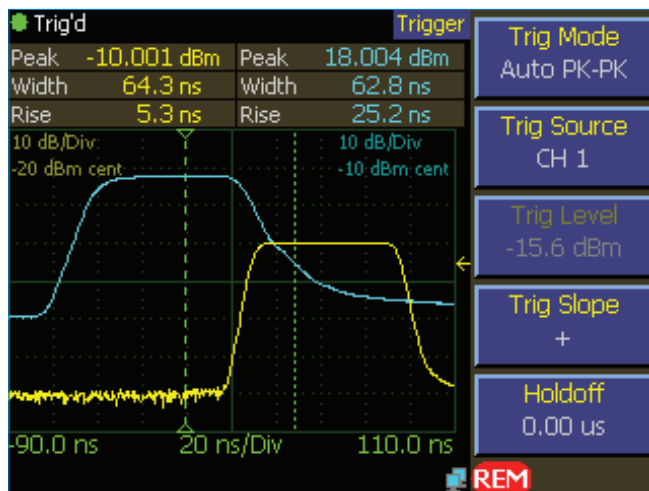 Trig'd Trigger
Peak -10.001 dBm Peak 18.004 dBm
Width 64.3 ns Width 62.8 ns
Rise 5.3 ns Rise 25.2 ns
10 dB/Div 10 dB/Div
-20 dBm cent -10 dBm cent
-90.0 ns 20 ns/Div 110.0 ns
Trig Mode
Auto PK-PK
Trig Source
CH 1
Trig Level
-15.6 dBm
Trig Slope
+
Holdoff
0.00 us
REM